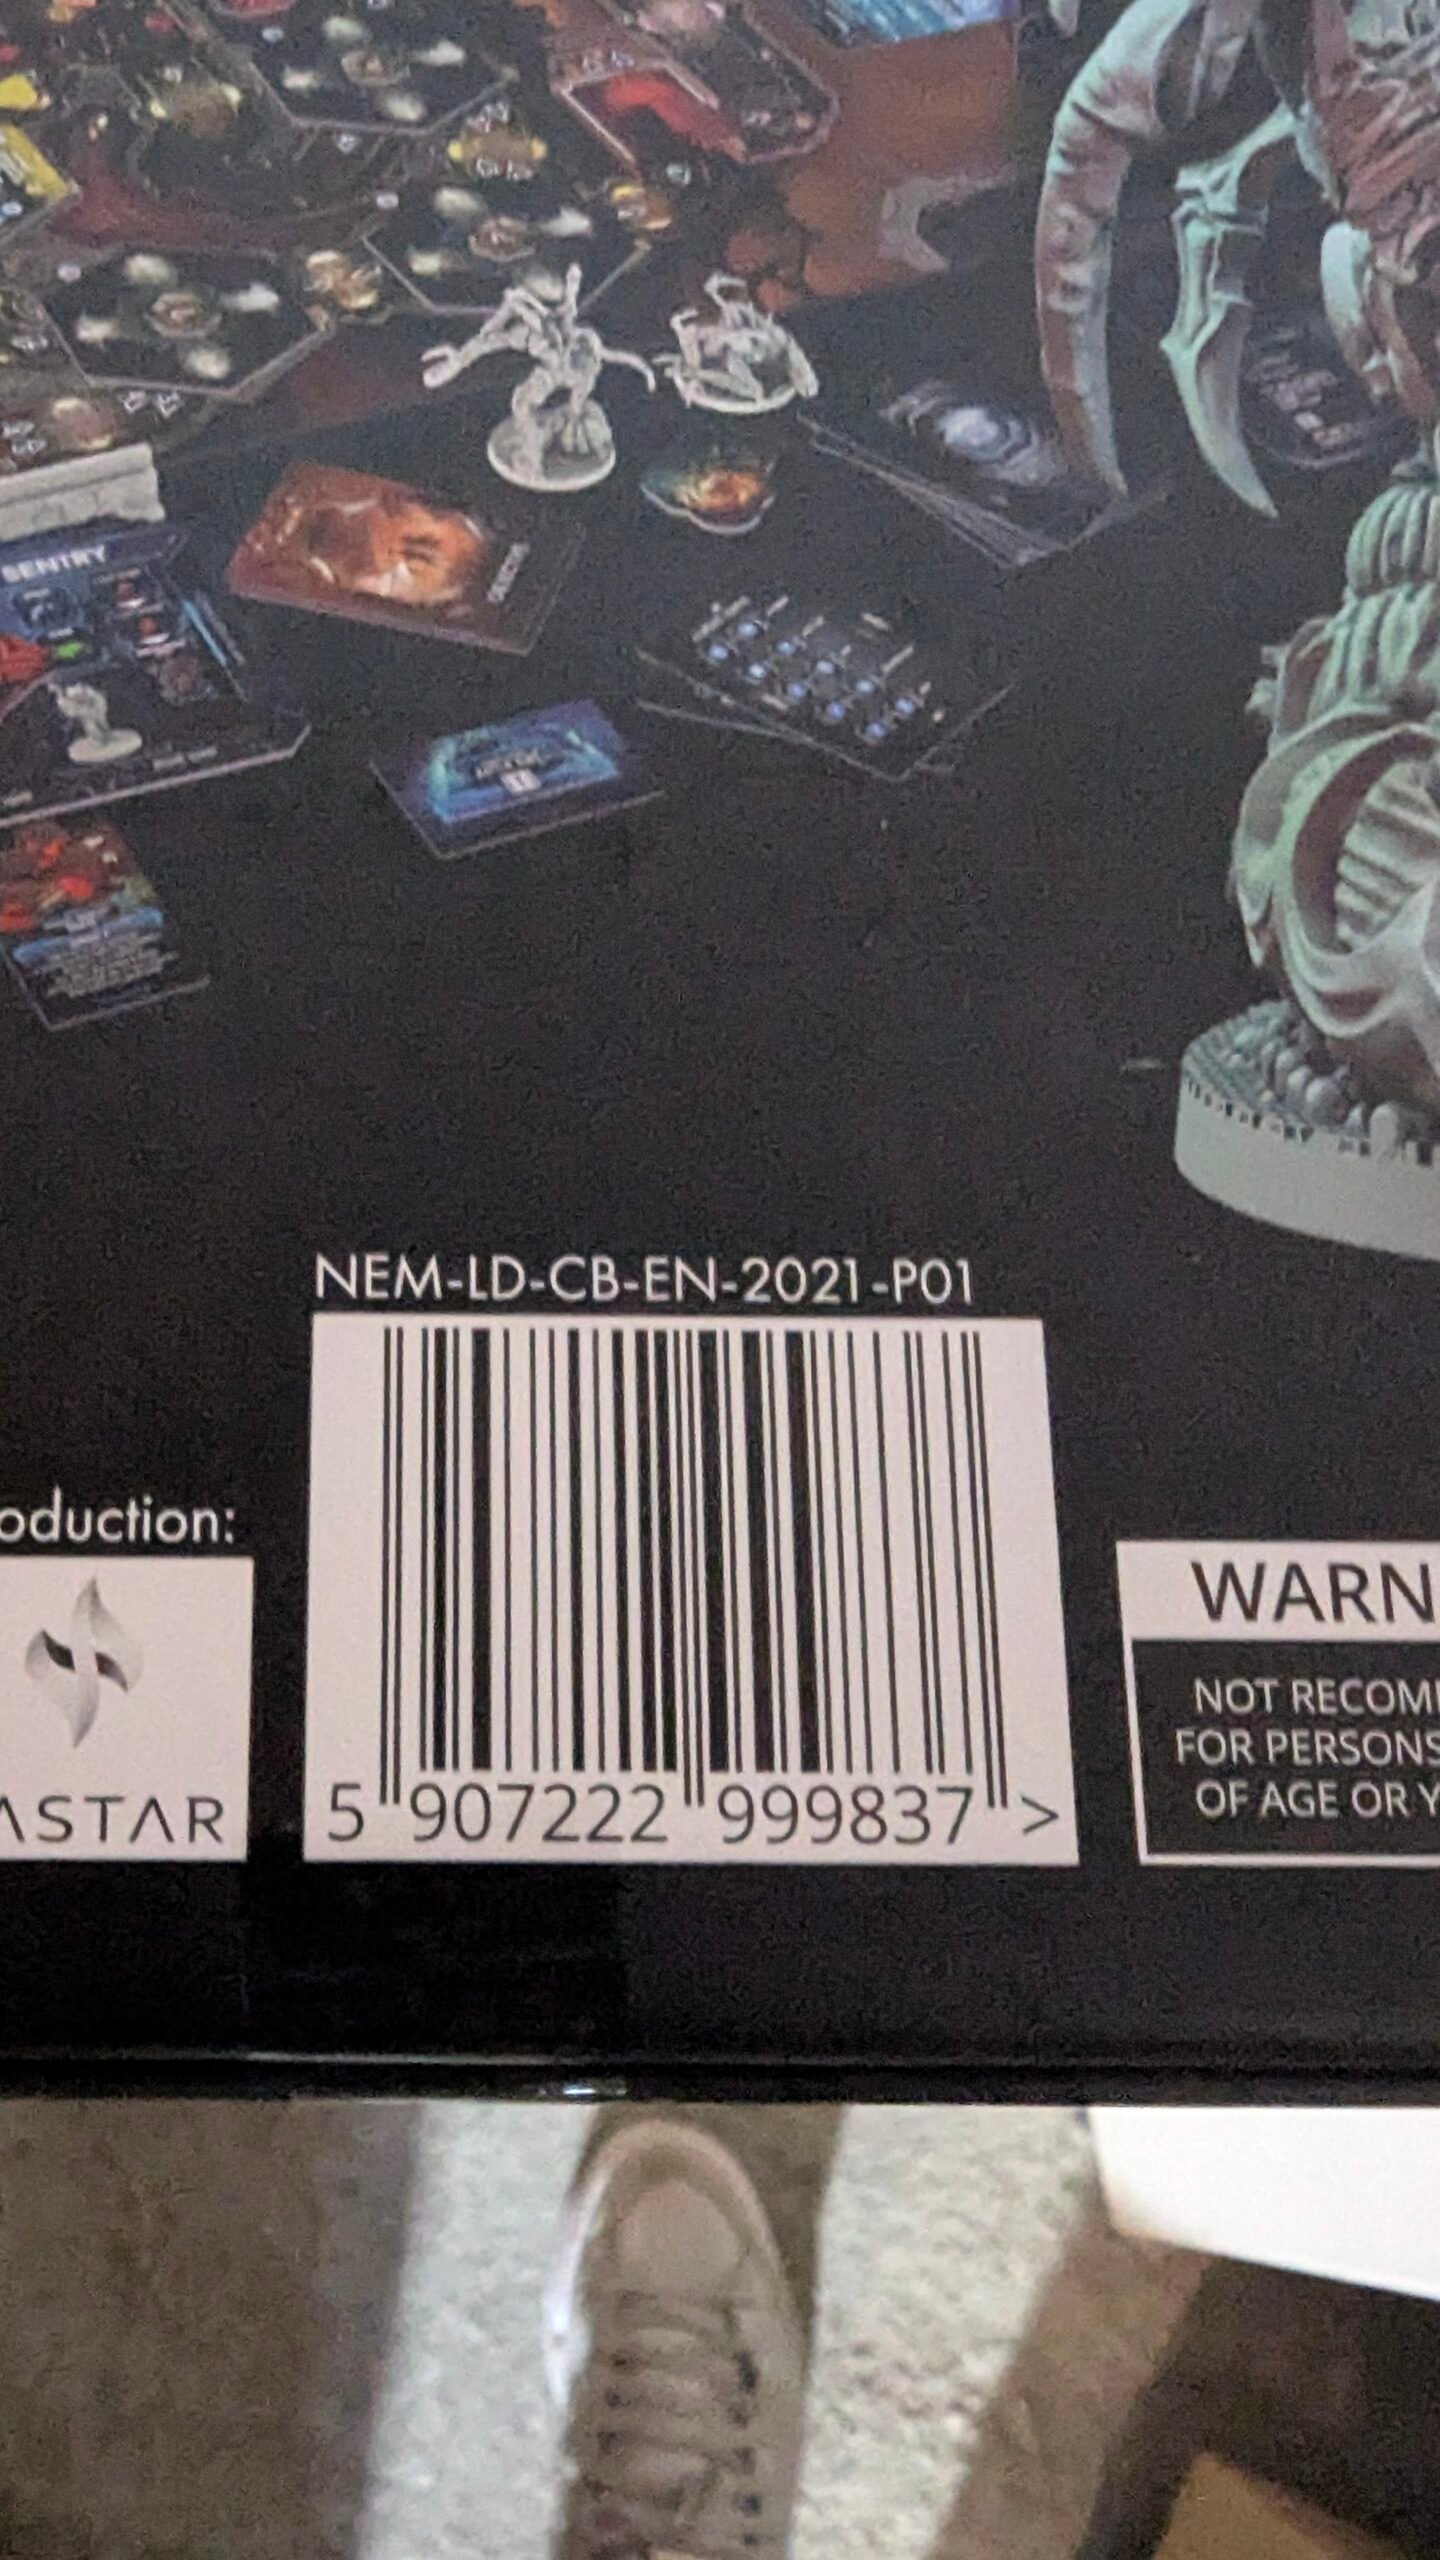 SENTRY
NEM-LD-CB-EN-2021-P01
oduction:
ASTAR
5 907222 999837 >
WARN
NOT RECOM
FOR PERSONS
OF AGE OR Y